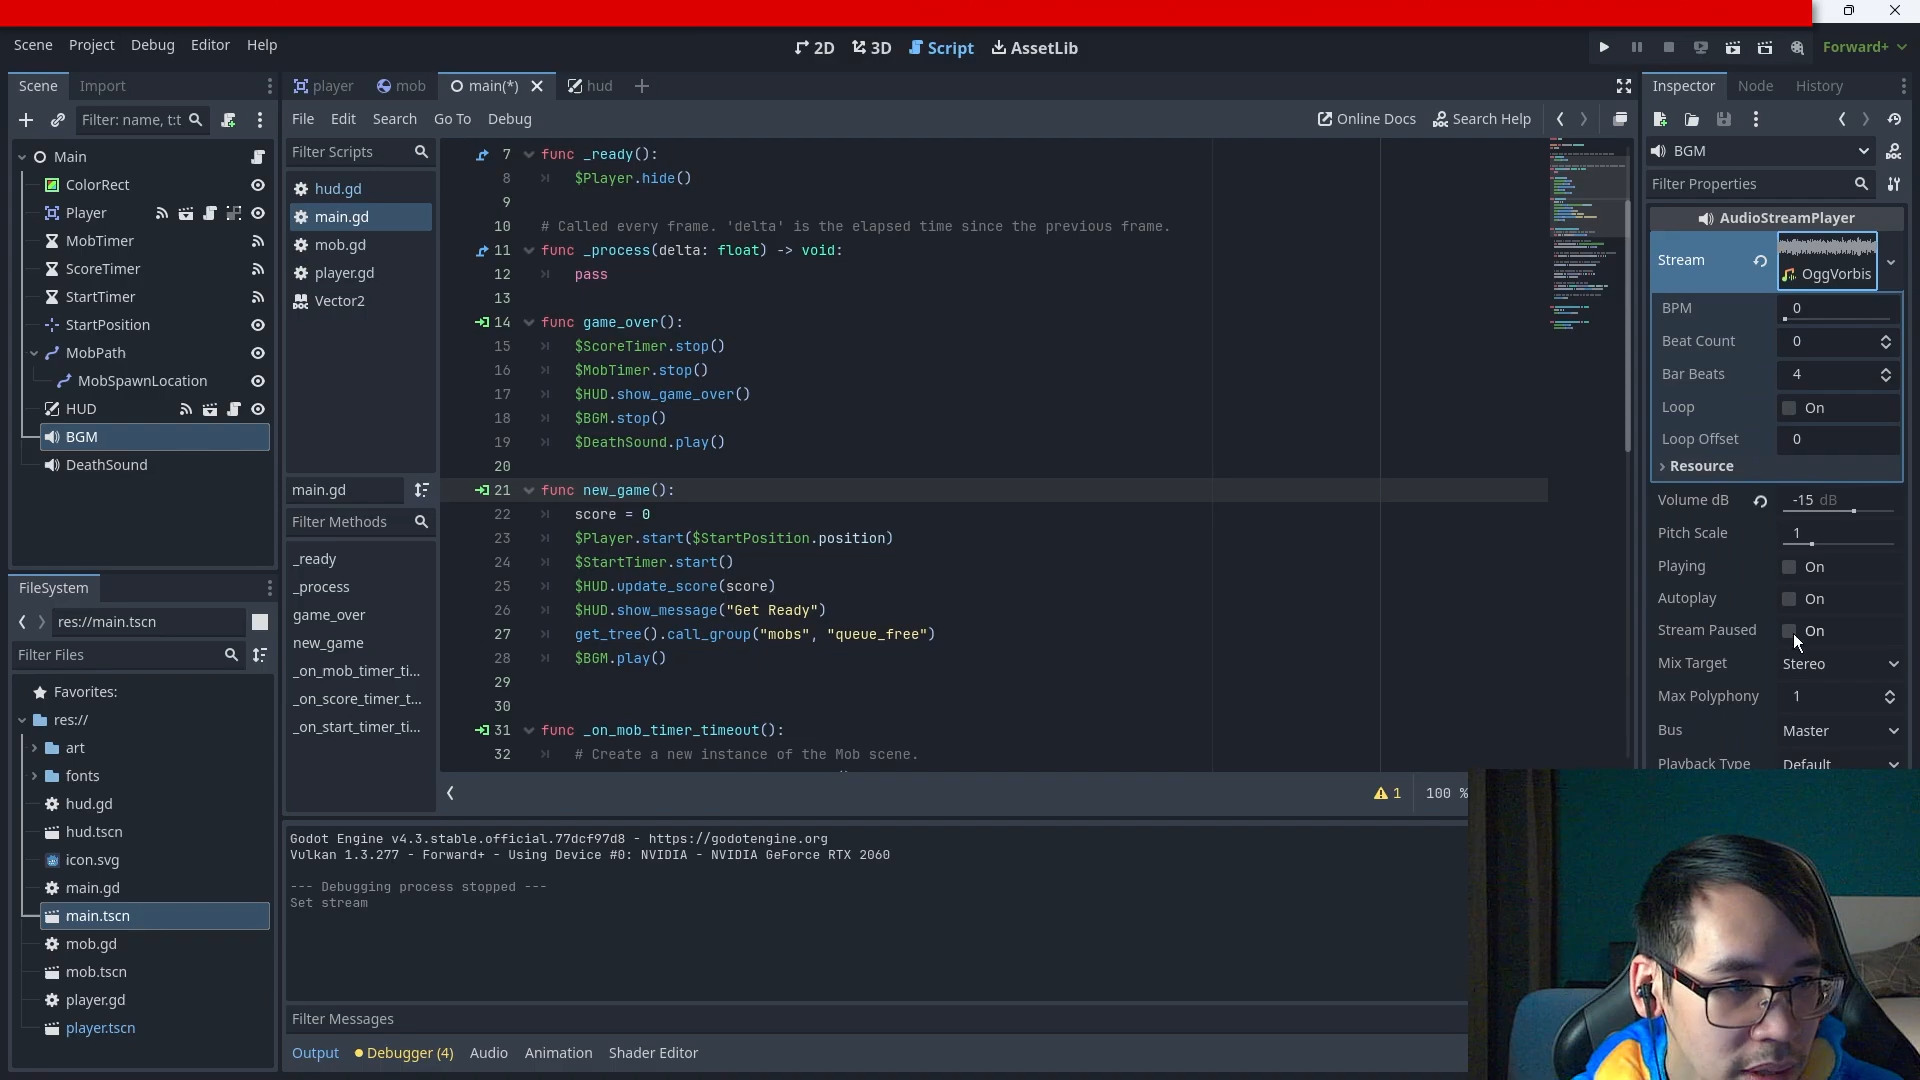 Scene Project Debug Editor Help
2D 3D Script AssetLib
Forward+
Scene Import
Filter: name, t:t
Main
ColorRect
Player
MobTimer
ScoreTimer
StartTimer
StartPosition
MobPath
MobSpawnLocation
HUD
BGM
DeathSound
FileSystem
res://main.tscn
Filter Files
Favorites:
res://
art
fonts
hud.gd
hud.tscn
icon.svg
main.gd
main.tscn
mob.gd
mob.tscn
player.gd
player.tscn
player mob main(*) hud
File Edit Search Go To Debug
Online Docs Search Help
Filter Scripts
hud.gd
main.gd
mob.gd
player.gd
Vector2
main.gd
Filter Methods
_ready
_process
game_over
new_game
_on_mob_timer_ti...
_on_score_timer_t...
_on_start_timer_ti...
7 func _ready():
8 $Player.hide()
9
10 # Called every frame. 'delta' is the elapsed time since the previous frame.
11 func _process(delta: float) -> void:
12 pass
13
14 func game_over():
15 $ScoreTimer.stop()
16 $MobTimer.stop()
17 $HUD.show_game_over()
18 $BGM.stop()
19 $DeathSound.play()
20
21 func new_game():
22 score = 0
23 $Player.start($StartPosition.position)
24 $StartTimer.start()
25 $HUD.update_score(score)
26 $HUD.show_message("Get Ready")
27 get_tree().call_group("mobs", "queue_free")
28 $BGM.play()
29
30
31 func _on_mob_timer_timeout():
32 # Create a new instance of the Mob scene.
1 100 %
Godot Engine v4.3.stable.official.77dcf97d8 - https://godotengine.org
Vulkan 1.3.277 - Forward+ - Using Device #0: NVIDIA - NVIDIA GeForce RTX 2060
--- Debugging process stopped ---
Set stream
Filter Messages
Output Debugger (4) Audio Animation Shader Editor
Inspector Node History
BGM
Filter Properties
AudioStreamPlayer
Stream OggVorbis
BPM 0
Beat Count 0
Bar Beats 4
Loop On
Loop Offset 0
Resource
Volume dB -15 dB
Pitch Scale 1
Playing On
Autoplay On
Stream Paused On
Mix Target Stereo
Max Polyphony 1
Bus Master
Playback Type Default